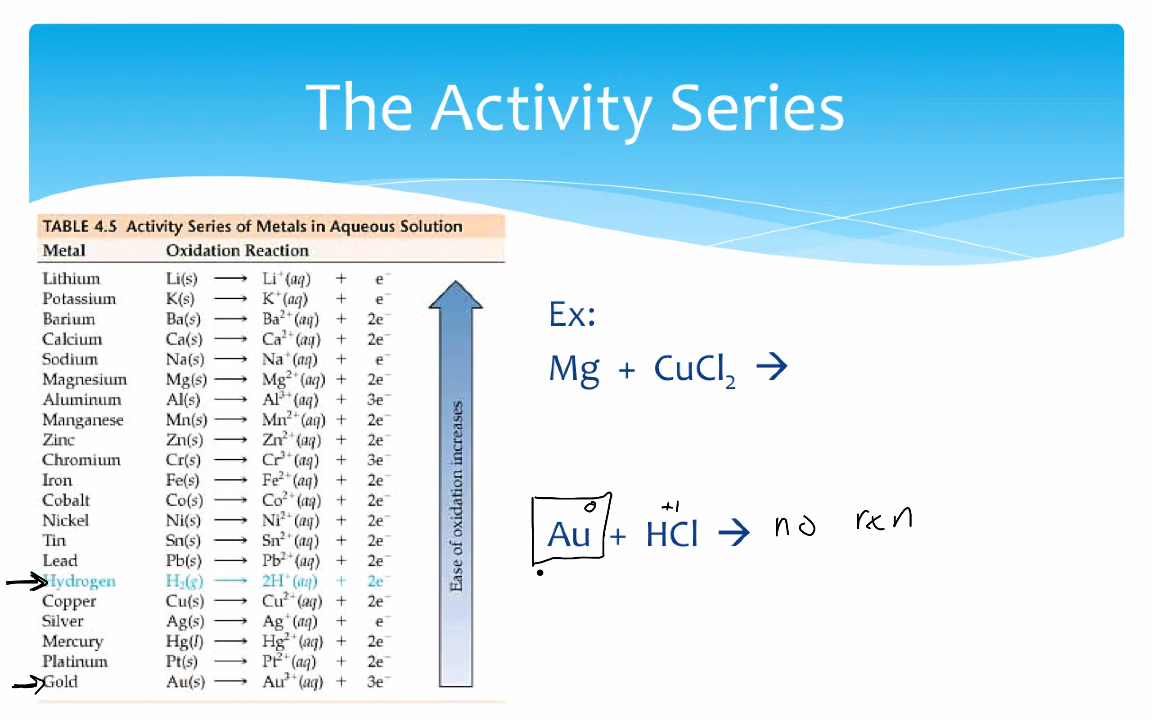 The Activity Series
TABLE 4.5 Activity Series of Metals in Aqueous Solution
Metal Oxidation Reaction
Lithium Li(s) ⟶ Li⁺(aq) + e⁻
Potassium K(s) ⟶ K⁺(aq) + e⁻
Barium Ba(s) ⟶ Ba²⁺(aq) + 2e⁻
Calcium Ca(s) ⟶ Ca²⁺(aq) + 2e⁻
Sodium Na(s) ⟶ Na⁺(aq) + e⁻
Magnesium Mg(s) ⟶ Mg²⁺(aq) + 2e⁻
Aluminum Al(s) ⟶ Al³⁺(aq) + 3e⁻
Manganese Mn(s) ⟶ Mn²⁺(aq) + 2e⁻
Zinc Zn(s) ⟶ Zn²⁺(aq) + 2e⁻
Chromium Cr(s) ⟶ Cr³⁺(aq) + 3e⁻
Iron Fe(s) ⟶ Fe²⁺(aq) + 2e⁻
Cobalt Co(s) ⟶ Co²⁺(aq) + 2e⁻
Nickel Ni(s) ⟶ Ni²⁺(aq) + 2e⁻
Tin Sn(s) ⟶ Sn²⁺(aq) + 2e⁻
Lead Pb(s) ⟶ Pb²⁺(aq) + 2e⁻
Hydrogen H₂(g) ⟶ 2H⁺(aq) + 2e⁻
Copper Cu(s) ⟶ Cu²⁺(aq) + 2e⁻
Silver Ag(s) ⟶ Ag⁺(aq) + e⁻
Mercury Hg(l) ⟶ Hg²⁺(aq) + 2e⁻
Platinum Pt(s) ⟶ Pt²⁺(aq) + 2e⁻
Gold Au(s) ⟶ Au³⁺(aq) + 3e⁻
Ease of oxidation increases
Ex:
Mg + CuCl₂ →
0 +1
Au + HCl → no rxn